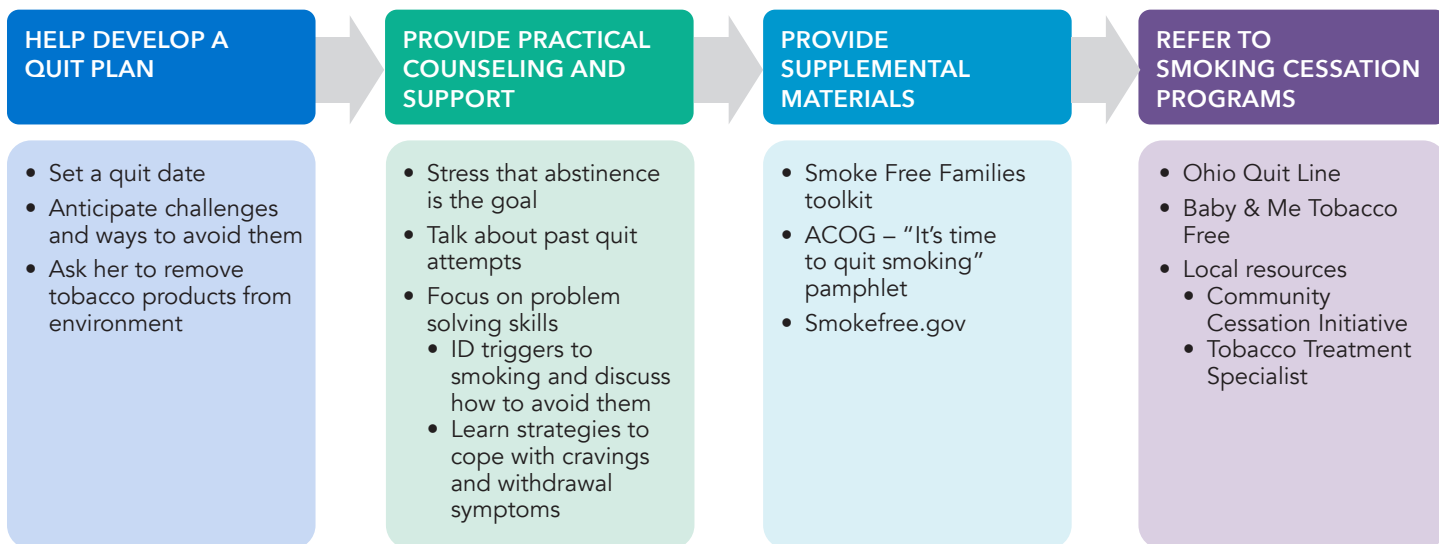 HELP DEVELOP A
QUIT PLAN
• Set a quit date
• Anticipate challenges
and ways to avoid them
• Ask her to remove
tobacco products from
environment
PROVIDE PRACTICAL
COUNSELING AND
SUPPORT
• Stress that abstinence
is the goal
• Talk about past quit
attempts
• Focus on problem
solving skills
• ID triggers to
smoking and discuss
how to avoid them
• Learn strategies to
cope with cravings
and withdrawal
symptoms
PROVIDE
SUPPLEMENTAL
MATERIALS
• Smoke Free Families
toolkit
• ACOG – “It’s time
to quit smoking”
pamphlet
• Smokefree.gov
REFER TO
SMOKING CESSATION
PROGRAMS
• Ohio Quit Line
• Baby & Me Tobacco
Free
• Local resources
• Community
Cessation Initiative
• Tobacco Treatment
Specialist